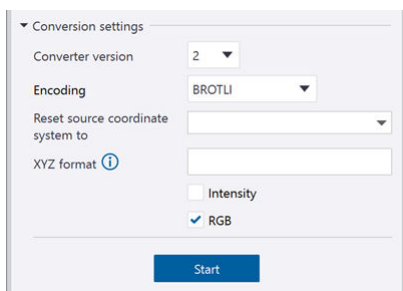 Conversion settings
Converter version 2
Encoding BROTLI
Reset source coordinate
system to
XYZ format
Intensity
RGB
Start